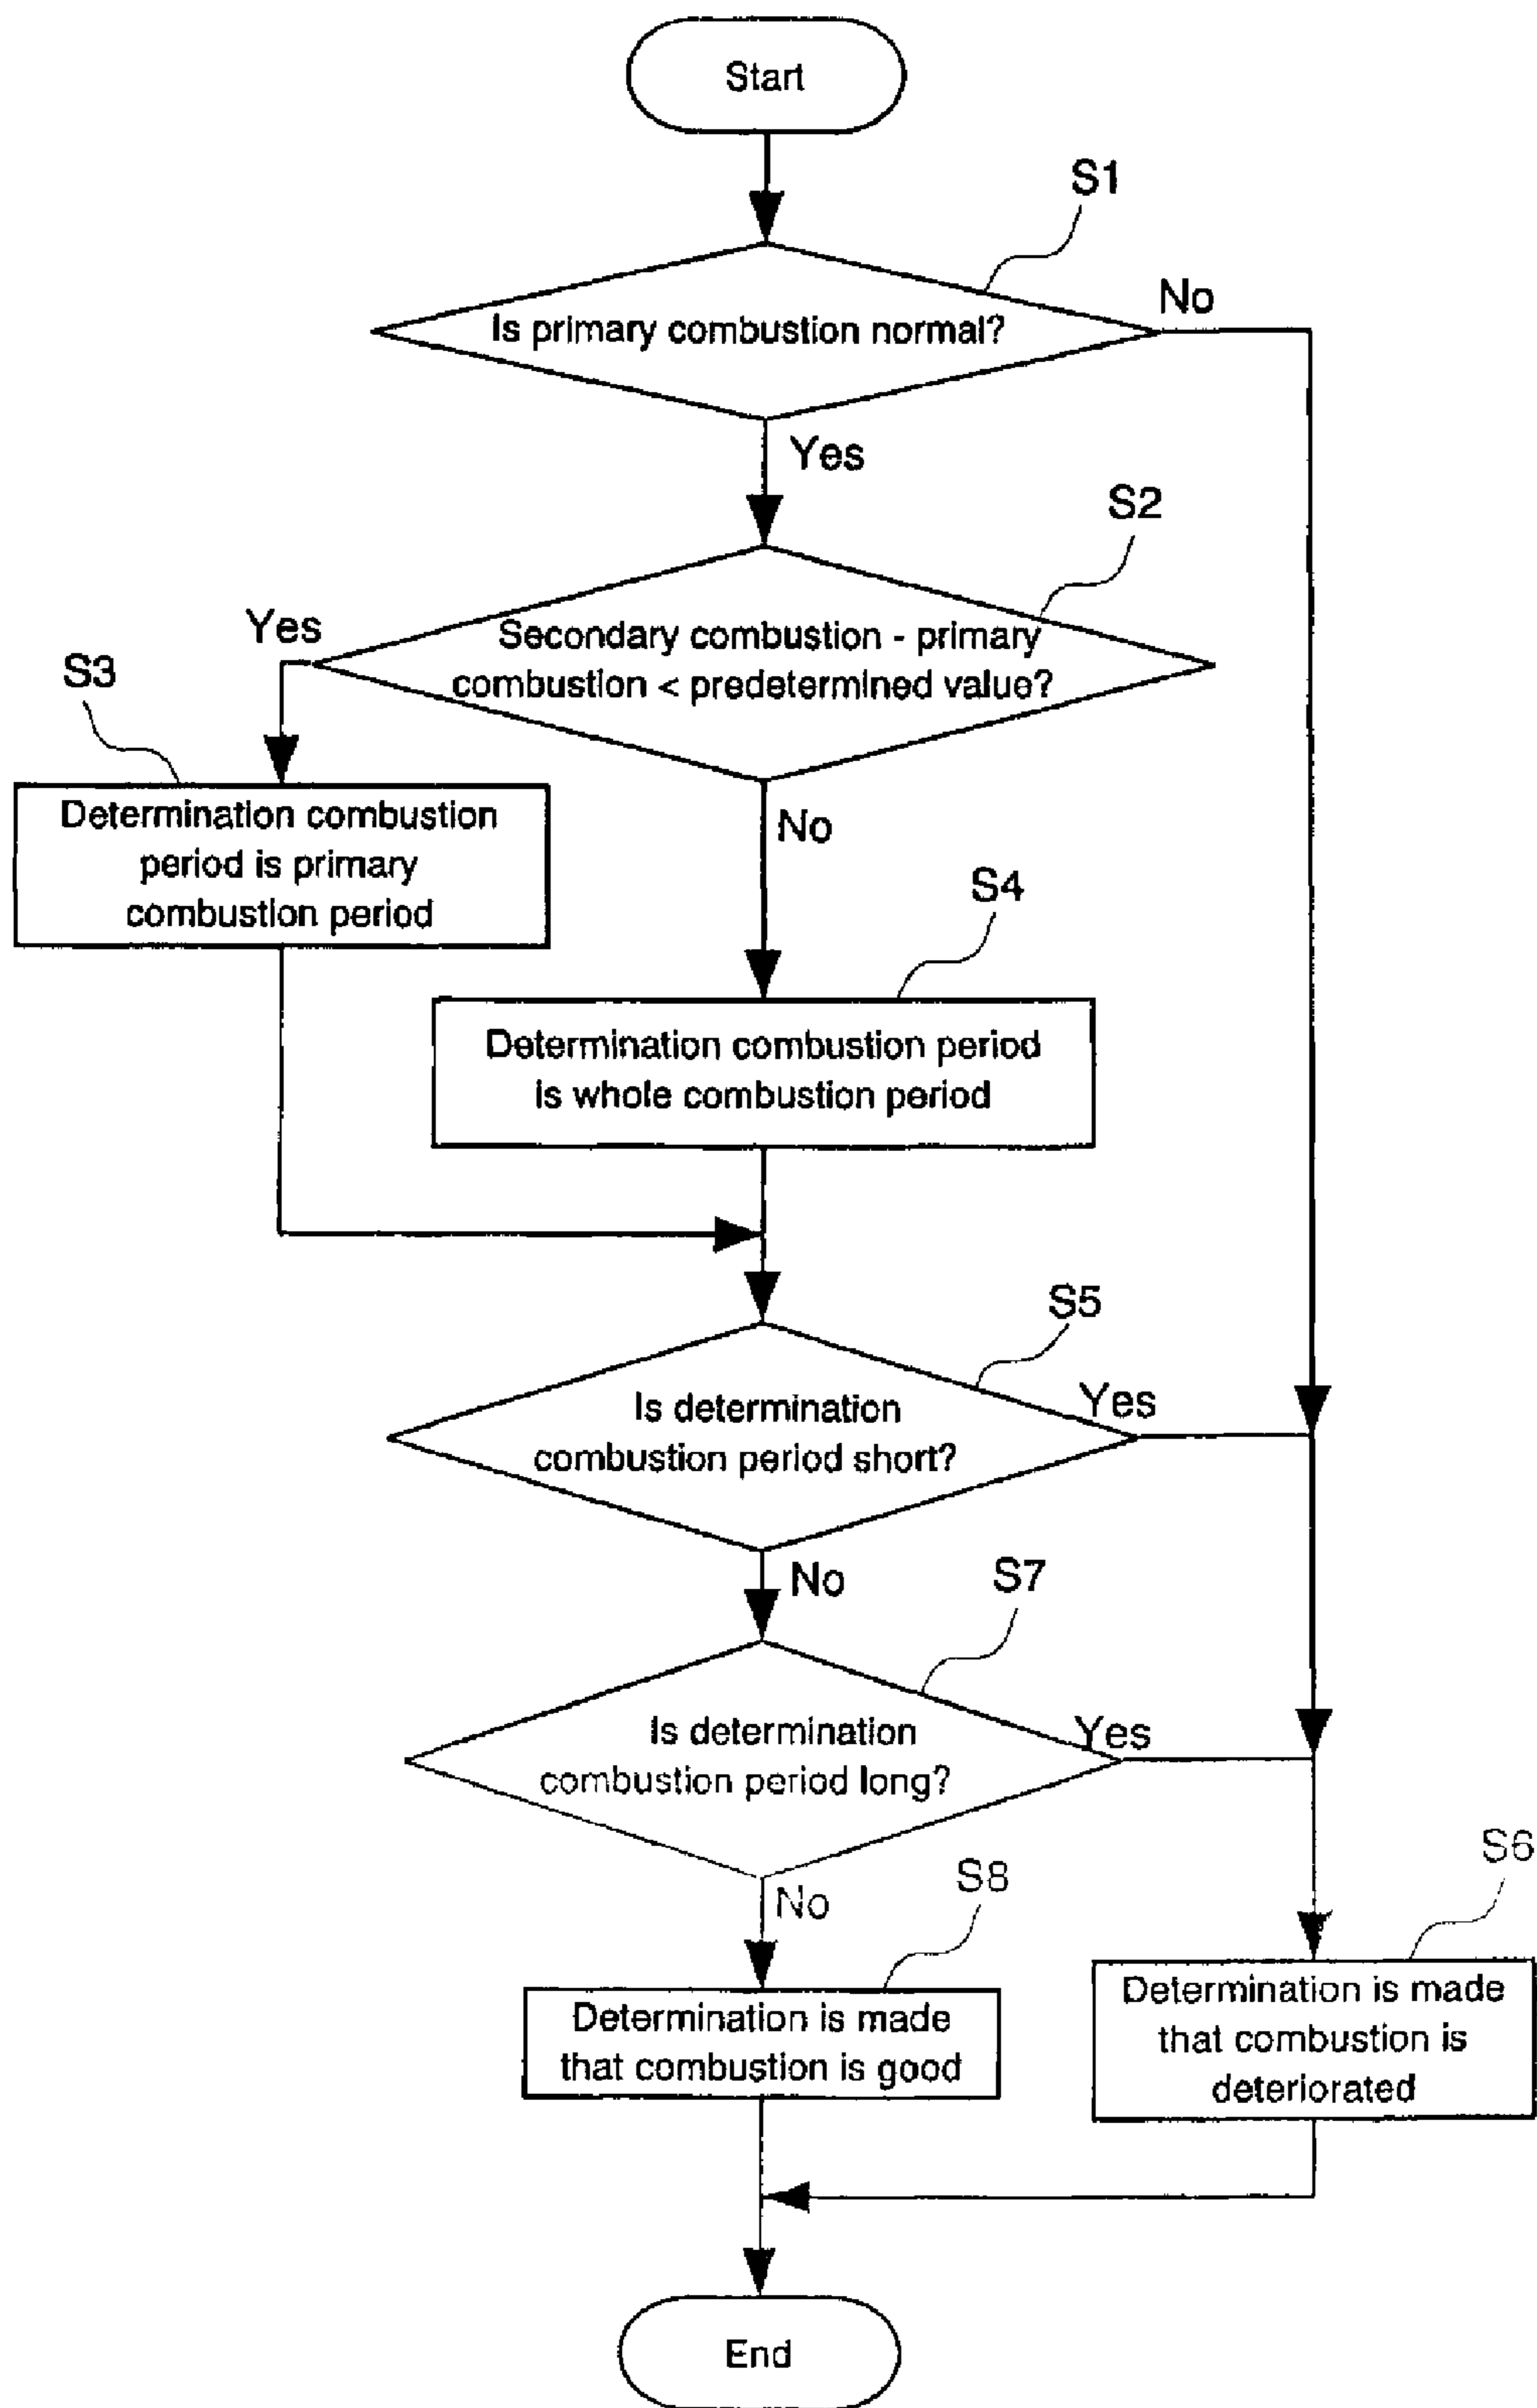 Start
S1
Is primary combustion normal?
No
Yes
S2
Secondary combustion - primary
combustion < predetermined value?
Yes
S3
Determination combustion
period is primary
combustion period
No
S4
Determination combustion period
is whole combustion period
S5
Is determination
combustion period short?
Yes
No
S7
Is determination
combustion period long?
Yes
No
S8
Determination is made
that combustion is good
S6
Determination is made
that combustion is
deteriorated
End